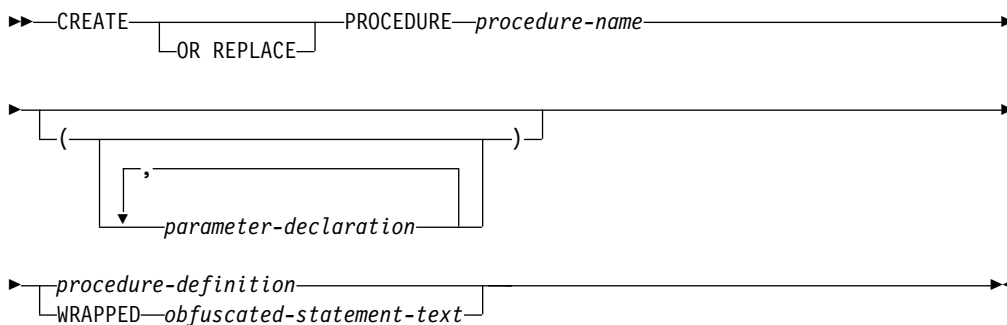 CREATE PROCEDURE procedure-name
OR REPLACE
( )
,
parameter-declaration
procedure-definition
WRAPPED obfuscated-statement-text